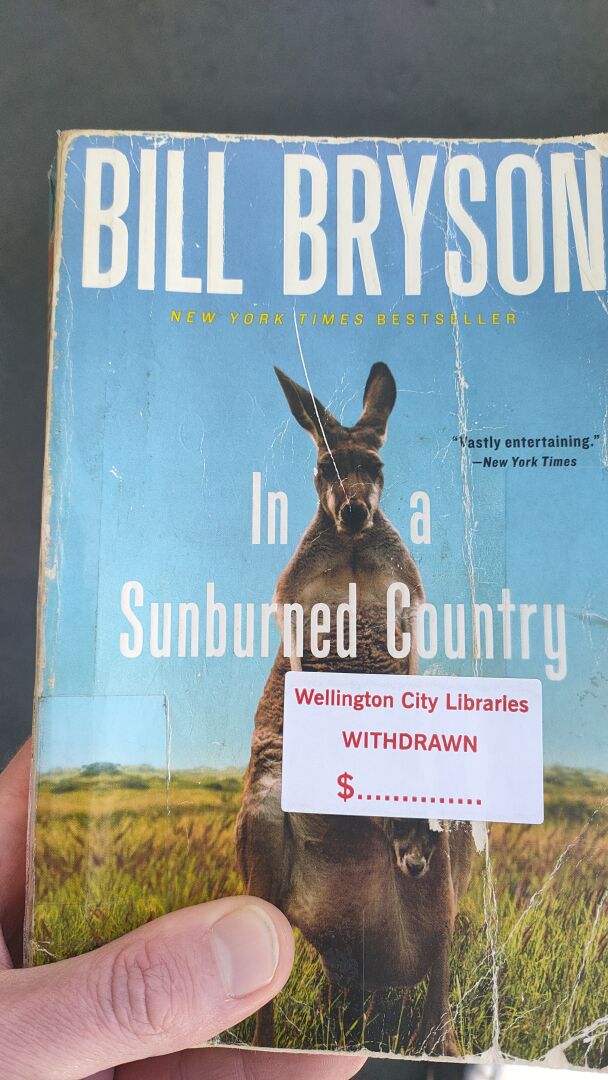 BILL BRYSON
NEW YORK TIMES BESTSELLER
“Vastly entertaining.”
—New York Times
In a
Sunburned Country
Wellington City Libraries
WITHDRAWN
$..............